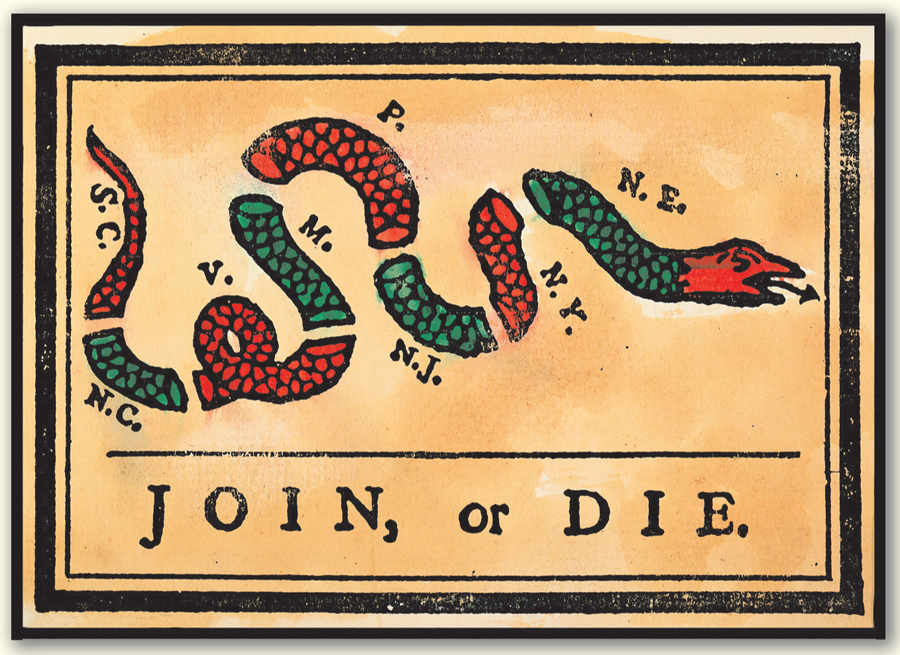 S. C.
N. C.
V.
M.
P.
N. J.
N. Y.
N. E.
JOIN, or DIE.